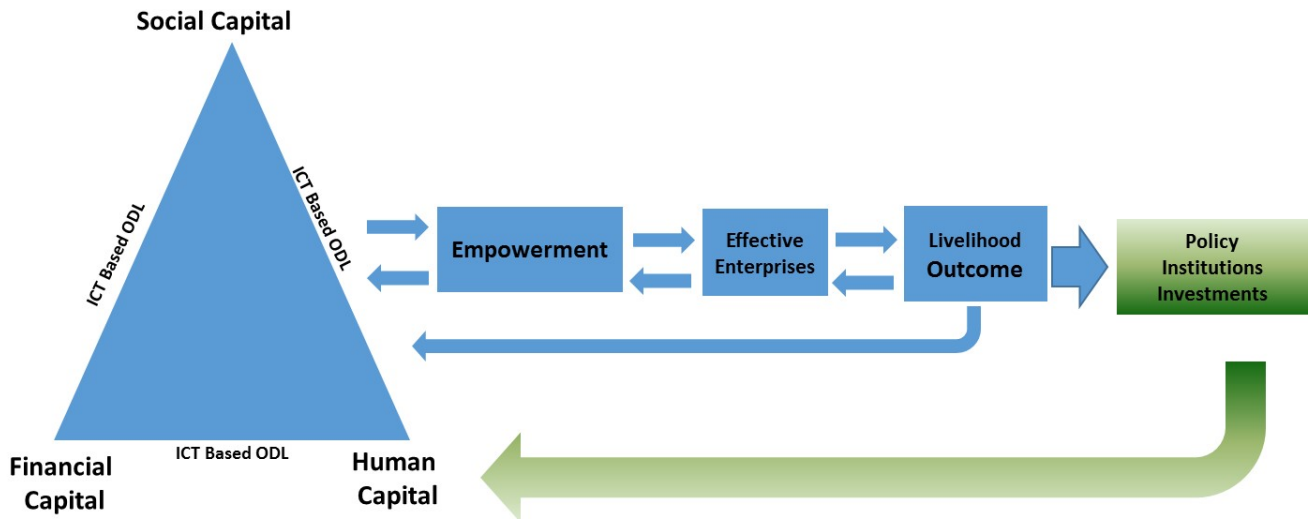 Social Capital
ICT Based ODL
ICT Based ODL
Empowerment
Effective
Enterprises
Livelihood
Outcome
Policy
Institutions
Investments
ICT Based ODL
Financial
Capital
Human
Capital